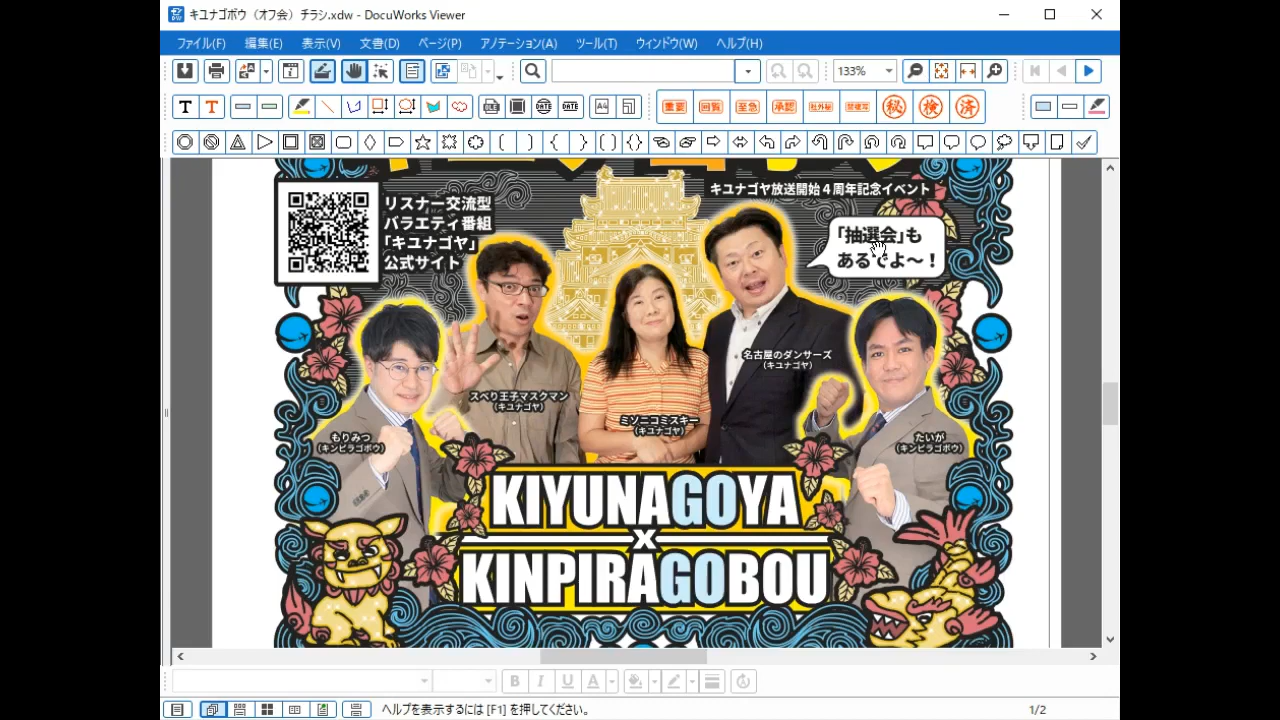 キユナゴボウ（オフ会）チラシ.xdw - DocuWorks Viewer
ファイル(F) 編集(E) 表示(V) 文書(D) ページ(P) アノテーション(A) ツール(T) ウィンドウ(W) ヘルプ(H)
133%
T T DATE DATE A4 重要 回覧 至急 承認 社外秘 秘 検 済
リスナー交流型
バラエティ番組
「キユナゴヤ」
公式サイト
キユナゴヤ放送開始４周年記念イベント
「抽選会」も
あるでよ～！
名古屋のダンサーズ
（キユナゴヤ）
スベり王子マスクマン
（キユナゴヤ）
ミゾニコミスキー
（キユナゴヤ）
もりみつ
（キンピラゴボウ）
たいが
（キンピラゴボウ）
KIYUNAGOYA
X
KINPIRAGOBOU
B I U A
ヘルプを表示するには [F1] を押してください。
1/2